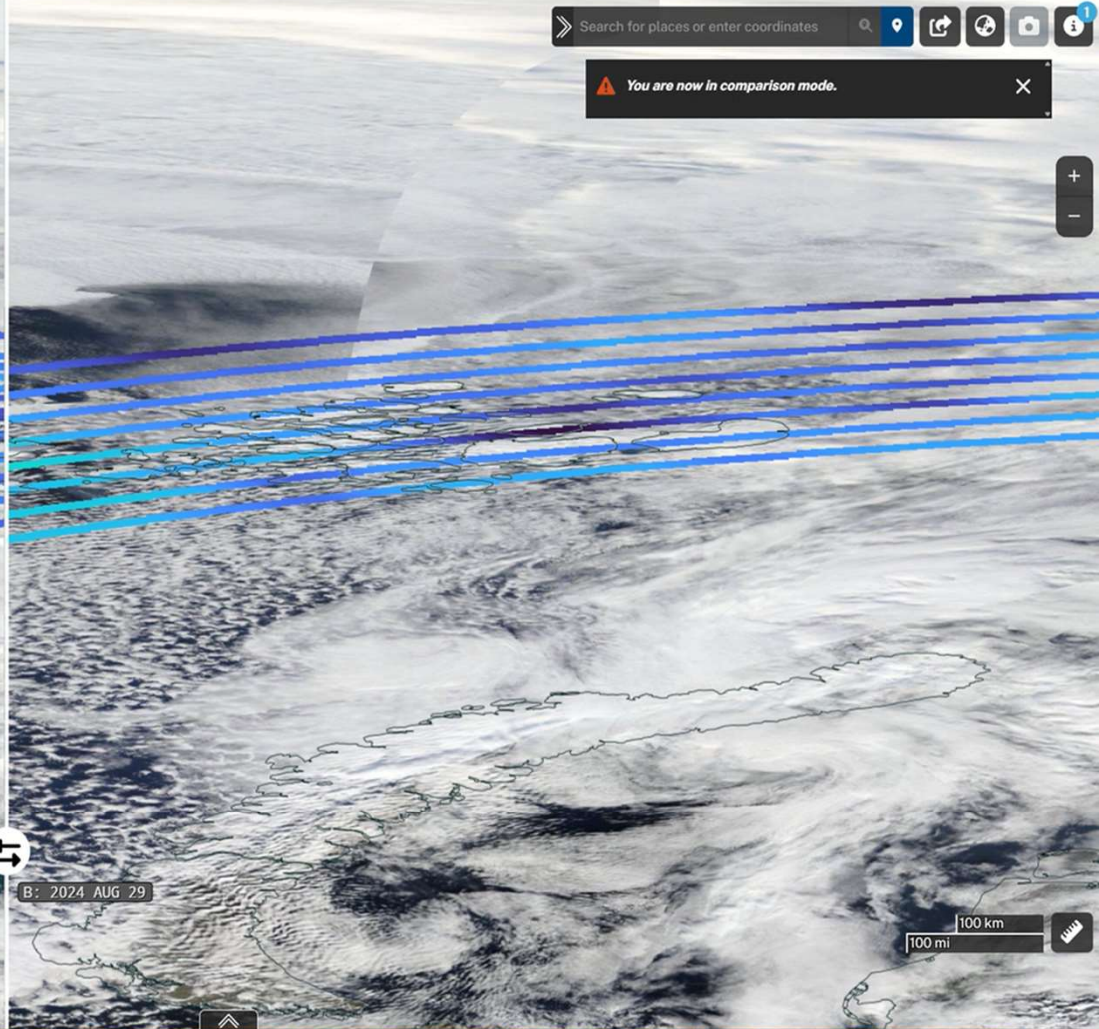 Search for places or enter coordinates
1
You are now in comparison mode.
B: 2024 AUG 29
100 km
100 mi